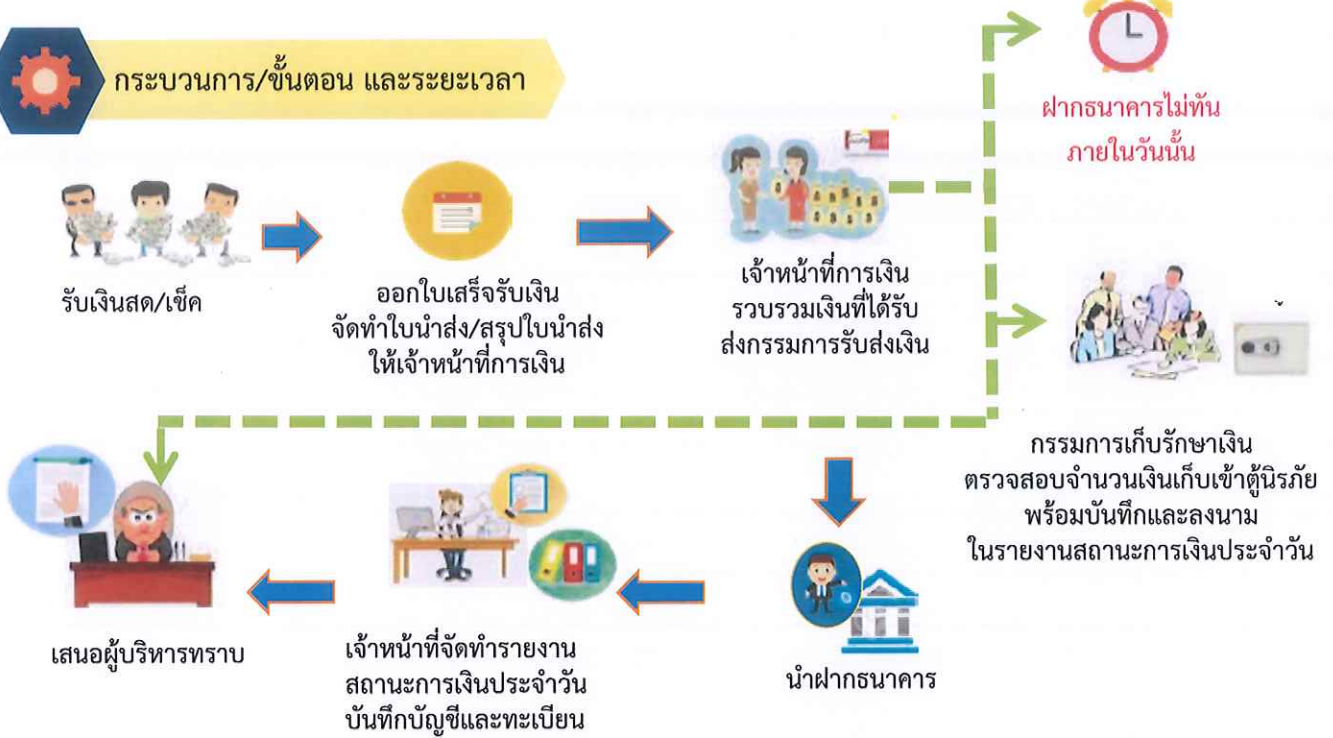 กระบวนการ/ขั้นตอน และระยะเวลา
ฝากธนาคารไม่ทัน
ภายในวันนั้น
รับเงินสด/เช็ค
ออกใบเสร็จรับเงิน
จัดทำใบนำส่ง/สรุปใบนำส่ง
ให้เจ้าหน้าที่การเงิน
เจ้าหน้าที่การเงิน
รวบรวมเงินที่ได้รับ
ส่งกรรมการรับส่งเงิน
กรรมการเก็บรักษาเงิน
ตรวจสอบจำนวนเงินเก็บเข้าตู้นิรภัย
พร้อมบันทึกและลงนาม
ในรายงานสถานะการเงินประจำวัน
นำฝากธนาคาร
เจ้าหน้าที่จัดทำรายงาน
สถานะการเงินประจำวัน
บันทึกบัญชีและทะเบียน
เสนอผู้บริหารทราบ